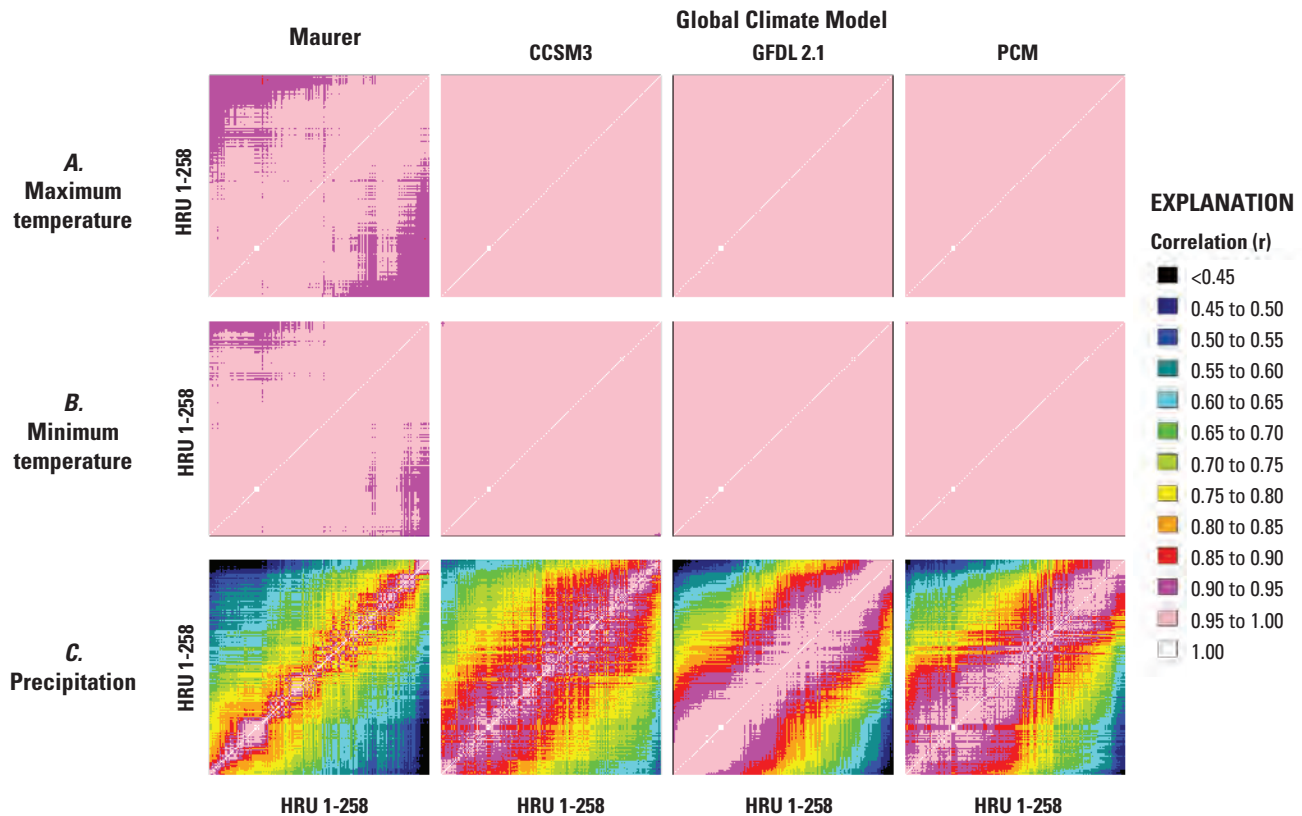 Global Climate Model
Maurer
CCSM3
GFDL 2.1
PCM
A.
Maximum
temperature
HRU 1-258
B.
Minimum
temperature
HRU 1-258
C.
Precipitation
HRU 1-258
HRU 1-258
HRU 1-258
HRU 1-258
HRU 1-258
EXPLANATION
Correlation (r)
<0.45
0.45 to 0.50
0.50 to 0.55
0.55 to 0.60
0.60 to 0.65
0.65 to 0.70
0.70 to 0.75
0.75 to 0.80
0.80 to 0.85
0.85 to 0.90
0.90 to 0.95
0.95 to 1.00
1.00